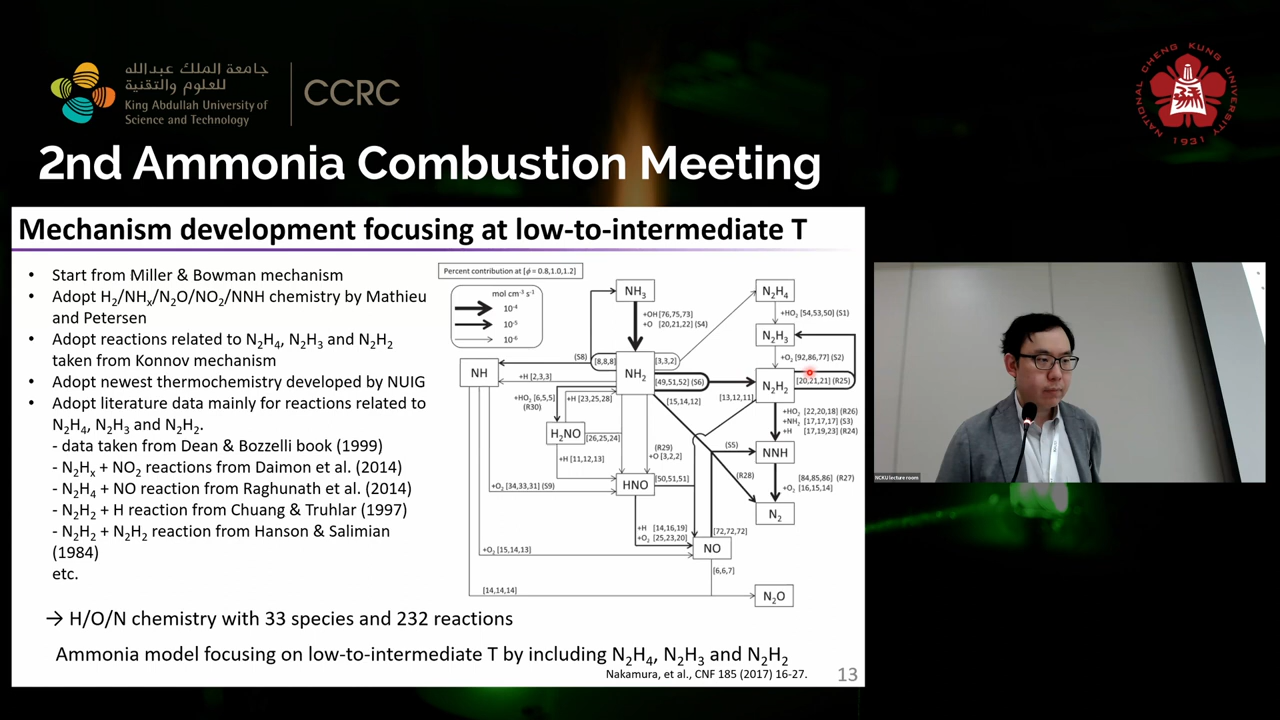 جامعة الملك عبدالله
للعلوم والتقنية
King Abdullah University of
Science and Technology
CCRC
NATIONAL CHENG KUNG UNIVERSITY
1931
2nd Ammonia Combustion Meeting
Mechanism development focusing at low-to-intermediate T
• Start from Miller & Bowman mechanism
• Adopt H₂/NHₓ/N₂O/NO₂/NNH chemistry by Mathieu
and Petersen
• Adopt reactions related to N₂H₄, N₂H₃ and N₂H₂
taken from Konnov mechanism
• Adopt newest thermochemistry developed by NUIG
• Adopt literature data mainly for reactions related to
N₂H₄, N₂H₃ and N₂H₂.
- data taken from Dean & Bozzelli book (1999)
- N₂Hₓ + NO₂ reactions from Daimon et al. (2014)
- N₂H₄ + NO reaction from Raghunath et al. (2014)
- N₂H₂ + H reaction from Chuang & Truhlar (1997)
- N₂H₂ + N₂H₂ reaction from Hanson & Salimian
(1984)
etc.
Percent contribution at [ϕ = 0.8,1.0,1.2]
mol cm⁻³ s⁻¹
10⁻⁴
10⁻⁵
10⁻⁶
NH₃
N₂H₄
+OH [76,75,73]
+O [20,21,22] (S4)
+HO₂ [54,53,50] (S1)
N₂H₃
(S8)
[8,8,8]
[3,3,2]
+O₂ [92,86,77] (S2)
NH
+H [2,3,3]
NH₂
[49,51,52] (S6)
N₂H₂
[20,21,21] (R25)
+HO₂ [6,5,5]
(R30)
+H [23,25,28]
[15,14,12]
[13,12,11]
+HO₂ [22,20,18] (R26)
+NH₂ [17,17,17] (S3)
+H [17,19,23] (R24)
H₂NO
[26,25,24]
(R29)
+O [3,2,2]
(S5)
NNH
+H [11,12,13]
+O₂ [34,33,31] (S9)
HNO
[50,51,51]
(R28)
[84,85,86] (R27)
+O₂ [16,15,14]
N₂
+H [14,16,19]
+O₂ [25,23,20]
[72,72,72]
+O₂ [15,14,13]
NO
[6,6,7]
[14,14,14]
N₂O
→ H/O/N chemistry with 33 species and 232 reactions
Ammonia model focusing on low-to-intermediate T by including N₂H₄, N₂H₃ and N₂H₂
Nakamura, et al., CNF 185 (2017) 16-27.
13
NCKU lecture room